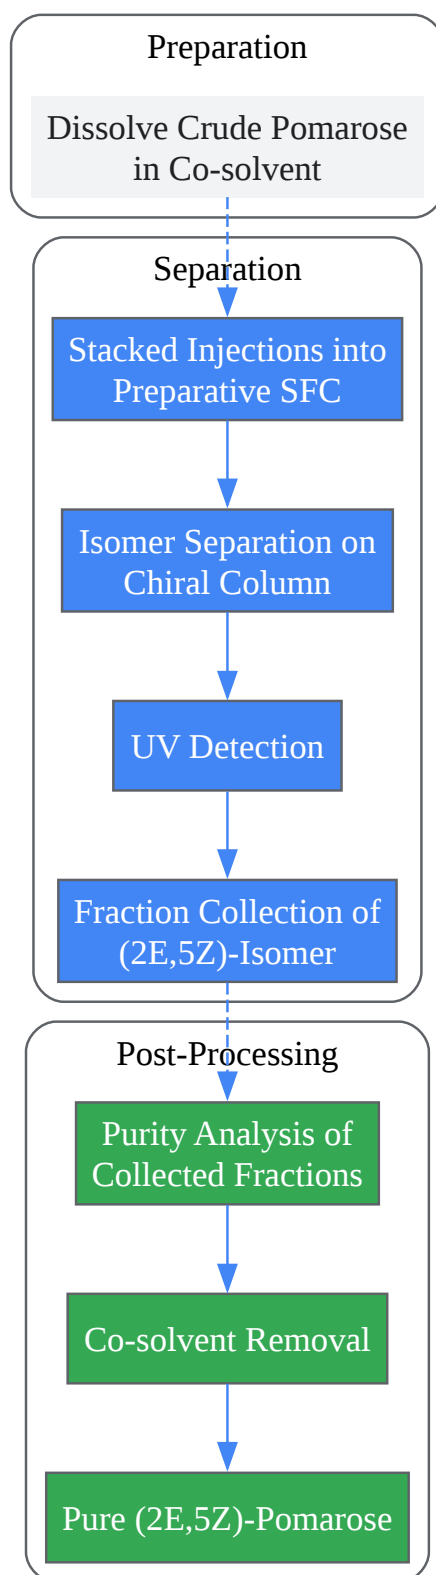 Preparation
Dissolve Crude Pomarose
in Co-solvent
Separation
Stacked Injections into
Preparative SFC
Isomer Separation on
Chiral Column
UV Detection
Fraction Collection of
(2E,5Z)-Isomer
Post-Processing
Purity Analysis of
Collected Fractions
Co-solvent Removal
Pure (2E,5Z)-Pomarose